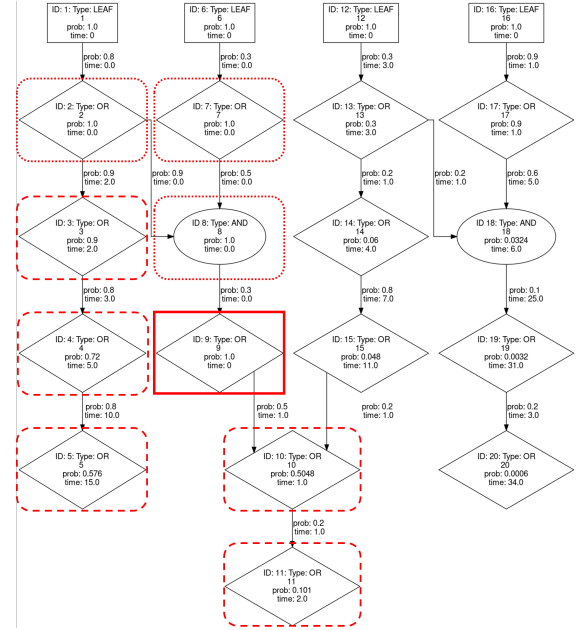 ID: 1: Type: LEAF
1
prob: 1.0
time: 0
ID: 6: Type: LEAF
6
prob: 1.0
time: 0
ID: 12: Type: LEAF
12
prob: 1.0
time: 0
ID: 16: Type: LEAF
16
prob: 1.0
time: 0
prob: 0.8
time: 0.0
prob: 0.3
time: 0.0
prob: 0.3
time: 3.0
prob: 0.9
time: 1.0
ID: 2: Type: OR
2
prob: 1.0
time: 0.0
ID: 7: Type: OR
7
prob: 1.0
time: 0.0
ID: 13: Type: OR
13
prob: 0.3
time: 3.0
ID: 17: Type: OR
17
prob: 0.9
time: 1.0
prob: 0.9
time: 2.0
prob: 0.9
time: 0.0
prob: 0.5
time: 0.0
prob: 0.2
time: 1.0
prob: 0.2
time: 1.0
prob: 0.6
time: 5.0
ID: 3: Type: OR
3
prob: 0.9
time: 2.0
ID 8: Type: AND
8
prob: 1.0
time: 0.0
ID: 14: Type: OR
14
prob: 0.06
time: 4.0
ID 18: Type: AND
18
prob: 0.0324
time: 6.0
prob: 0.8
time: 3.0
prob: 0.3
time: 0.0
prob: 0.8
time: 7.0
prob: 0.1
time: 25.0
ID: 4: Type: OR
4
prob: 0.72
time: 5.0
ID: 9: Type: OR
9
prob: 1.0
time: 0
ID: 15: Type: OR
15
prob: 0.048
time: 11.0
ID: 19: Type: OR
19
prob: 0.0032
time: 31.0
prob: 0.8
time: 10.0
prob: 0.5
time: 1.0
prob: 0.2
time: 1.0
prob: 0.2
time: 3.0
ID: 5: Type: OR
5
prob: 0.576
time: 15.0
ID: 10: Type: OR
10
prob: 0.5048
time: 1.0
ID: 20: Type: OR
20
prob: 0.0006
time: 34.0
prob: 0.2
time: 1.0
ID: 11: Type: OR
11
prob: 0.101
time: 2.0